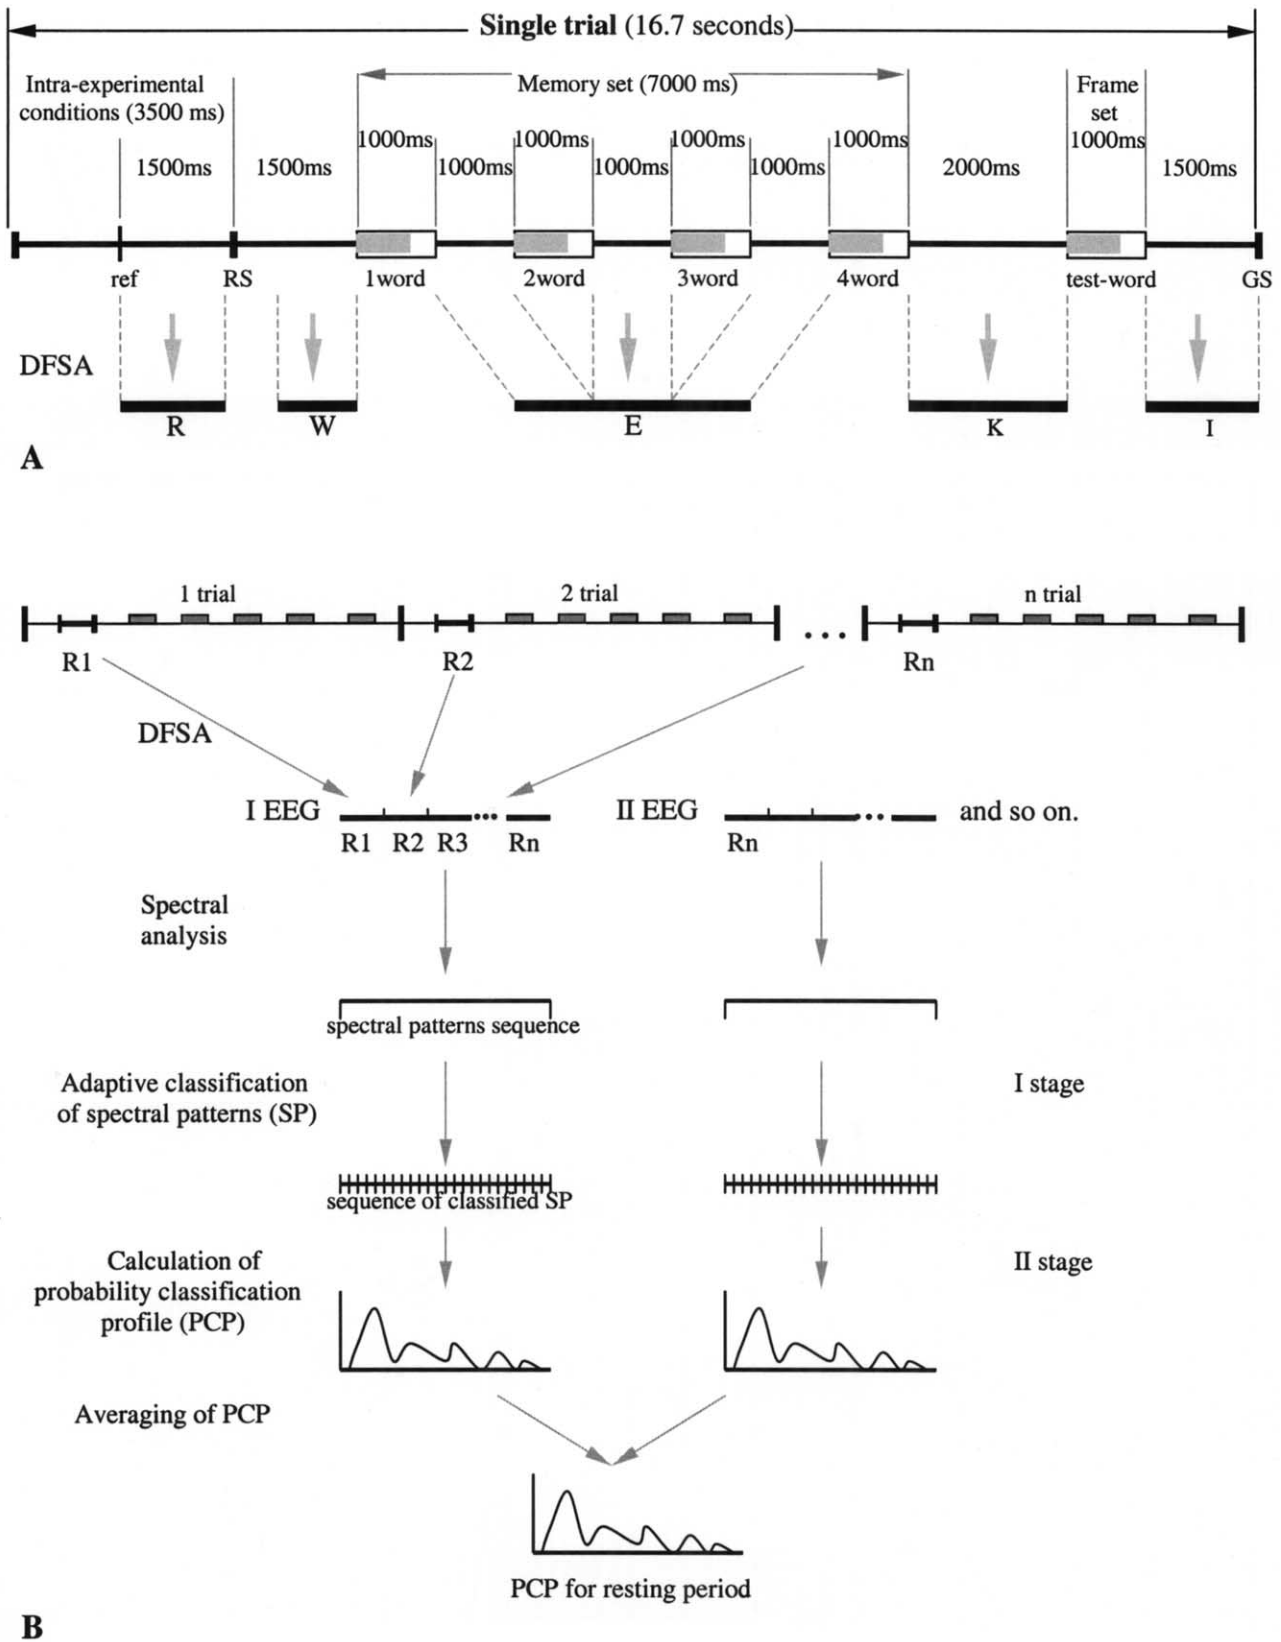 Single trial (16.7 seconds)
Intra-experimental
conditions (3500 ms)
Memory set (7000 ms)
Frame
set
1500ms
1500ms
1000ms
1000ms
1000ms
1000ms
1000ms
1000ms
1000ms
2000ms
1000ms
1500ms
ref
RS
1word
2word
3word
4word
test-word
GS
DFSA
R
W
E
K
I
A
1 trial
2 trial
n trial
...
R1
R2
Rn
DFSA
I EEG
...
II EEG
...
and so on.
R1
R2
R3
Rn
Rn
Spectral
analysis
spectral patterns sequence
Adaptive classification
of spectral patterns (SP)
I stage
sequence of classified SP
Calculation of
probability classification
profile (PCP)
II stage
Averaging of PCP
PCP for resting period
B